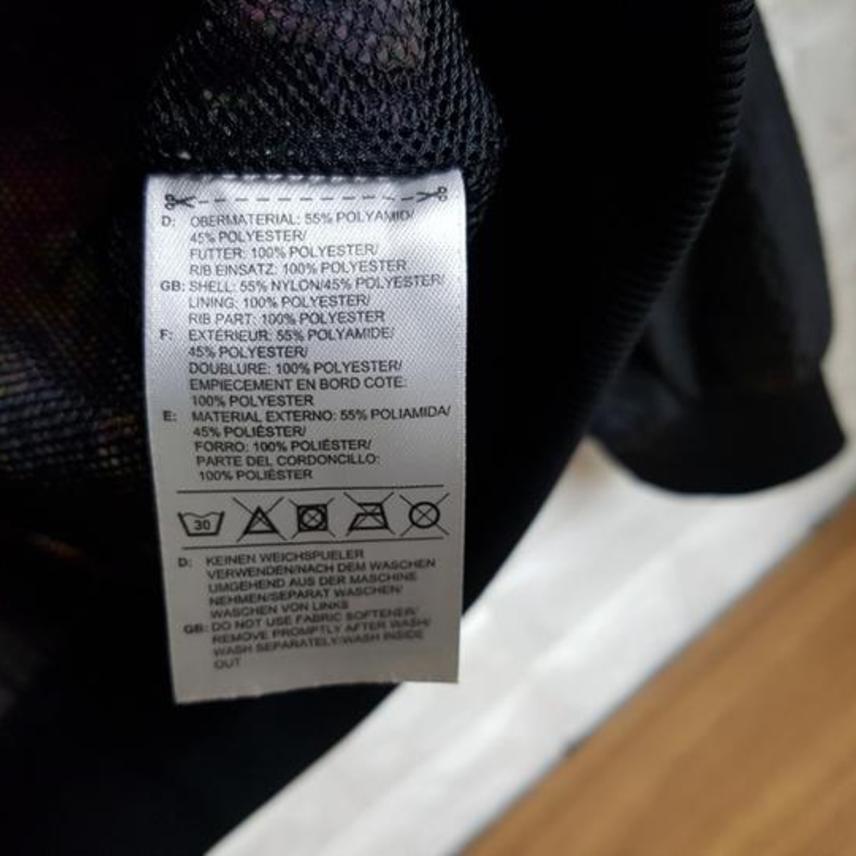 D: OBERMATERIAL: 55% POLYAMID/
45% POLYESTER/
FUTTER: 100% POLYESTER/
RIB EINSATZ: 100% POLYESTER
GB: SHELL: 55% NYLON/45% POLYESTER/
LINING: 100% POLYESTER/
RIB PART: 100% POLYESTER
F: EXTÉRIEUR: 55% POLYAMIDE/
45% POLYESTER/
DOUBLURE: 100% POLYESTER/
EMPIECEMENT EN BORD COTE:
100% POLYESTER
E: MATERIAL EXTERNO: 55% POLIAMIDA/
45% POLIÉSTER/
FORRO: 100% POLIÉSTER/
PARTE DEL CORDONCILLO:
100% POLIÉSTER
30
D: KEINEN WEICHSPUELER
VERWENDEN/NACH DEM WASCHEN
UMGEHEND AUS DER MASCHINE
NEHMEN/SEPARAT WASCHEN/
WASCHEN VON LINKS
GB: DO NOT USE FABRIC SOFTENER/
REMOVE PROMPTLY AFTER WASH/
WASH SEPARATELY/WASH INSIDE
OUT